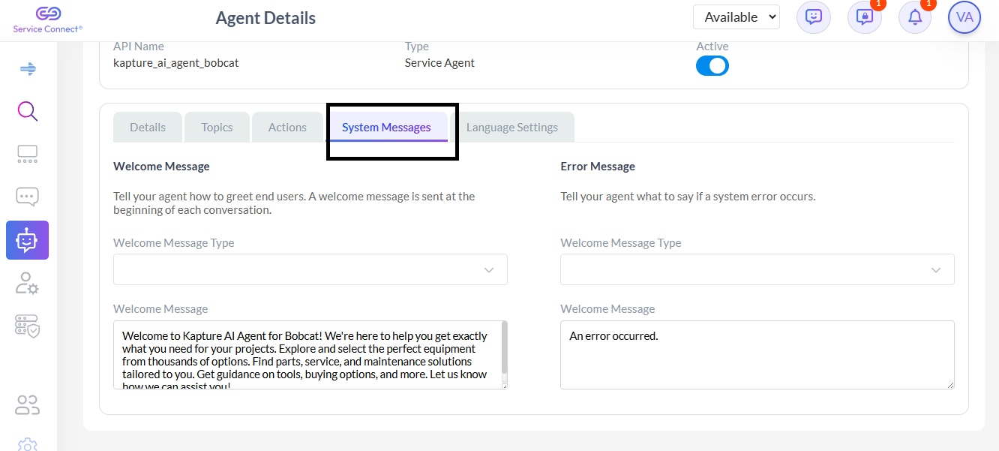 Service Connect®
Agent Details
Available
1
1
VA
API Name
Type
Active
kapture_ai_agent_bobcat
Service Agent
Details
Topics
Actions
System Messages
Language Settings
Welcome Message
Error Message
Tell your agent how to greet end users. A welcome message is sent at the
beginning of each conversation.
Tell your agent what to say if a system error occurs.
Welcome Message Type
Welcome Message Type
Welcome Message
Welcome Message
Welcome to Kapture AI Agent for Bobcat! We're here to help you get exactly
what you need for your projects. Explore and select the perfect equipment
from thousands of options. Find parts, service, and maintenance solutions
tailored to you. Get guidance on tools, buying options, and more. Let us know
how we can assist you!
An error occurred.